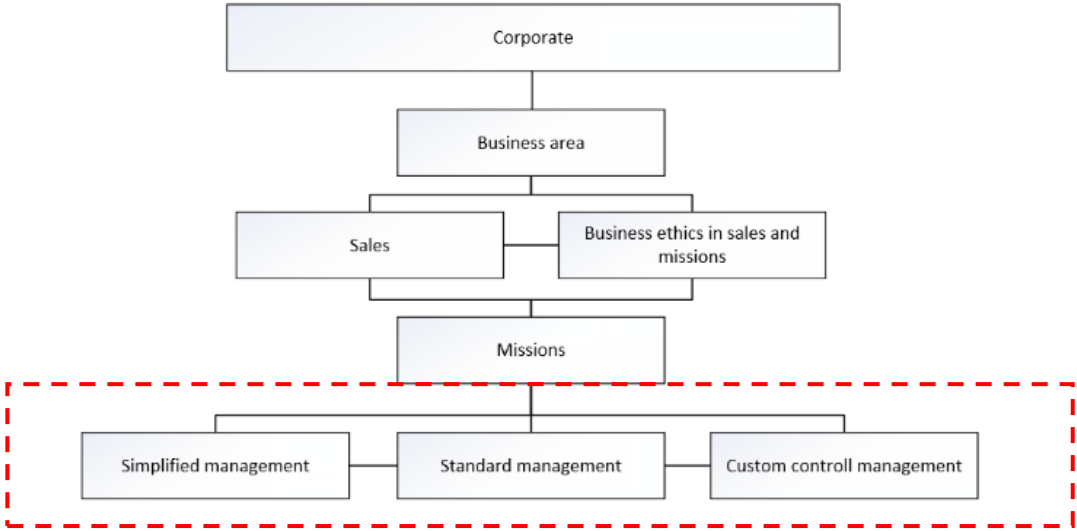 Corporate
Business area
Sales
Business ethics in sales and
missions
Missions
Simplified management
Standard management
Custom controll management